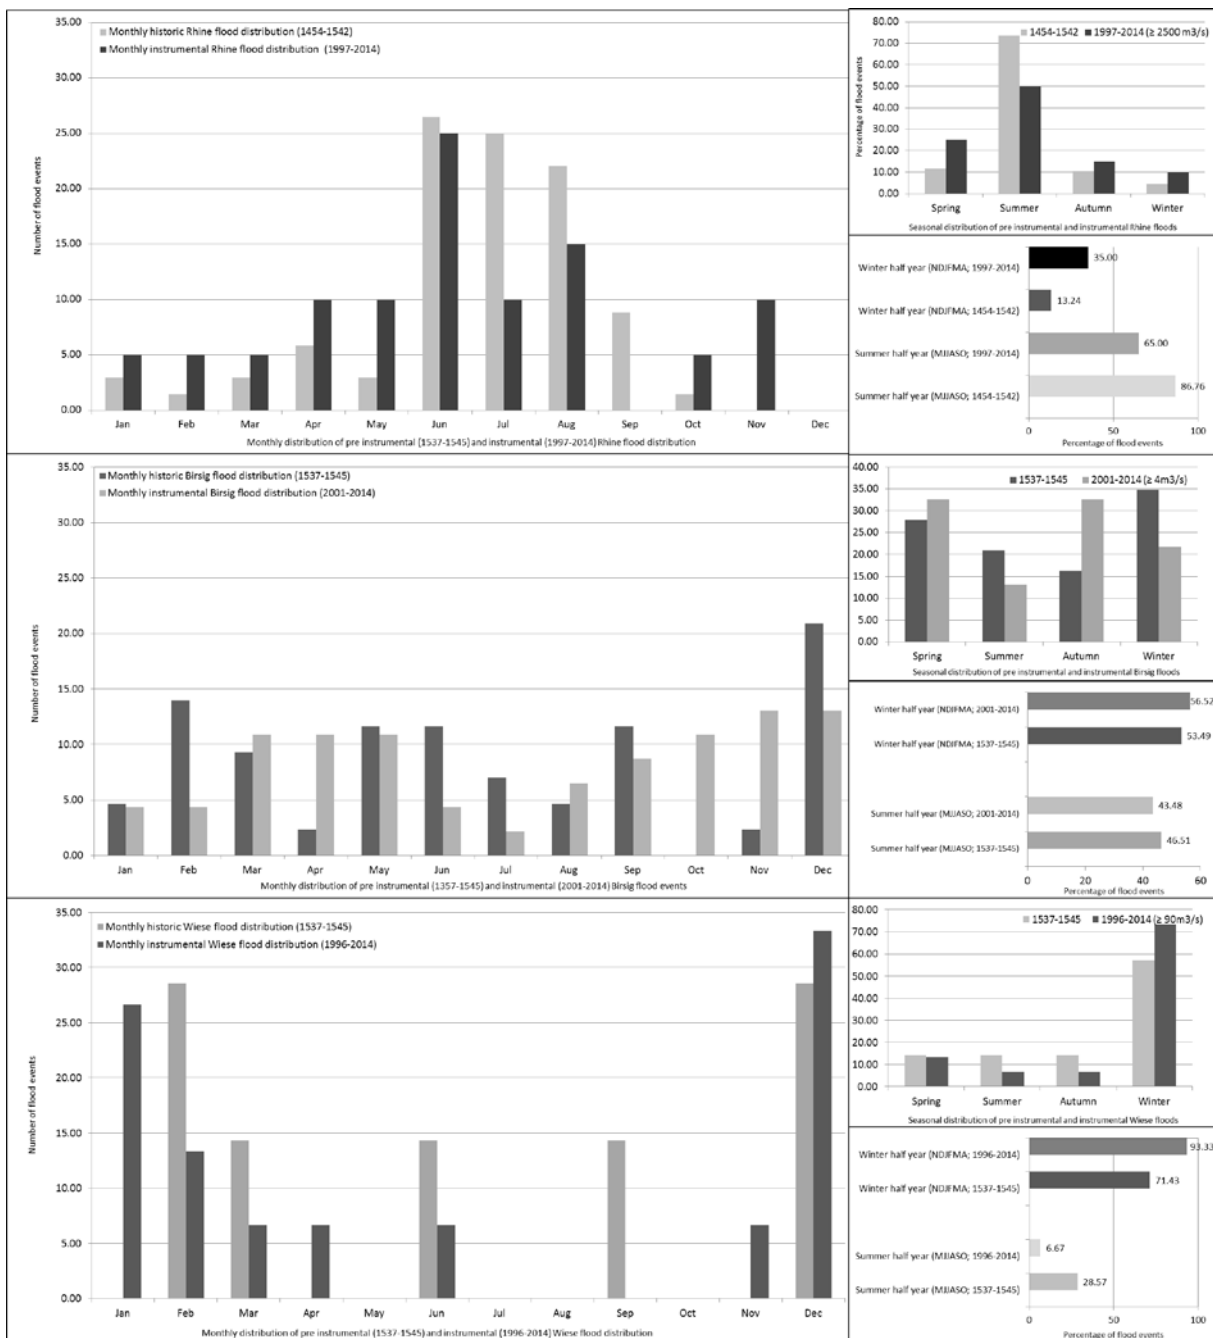 35.00
Monthly historic Rhine flood distribution (1454-1542)
Monthly instrumental Rhine flood distribution (1997-2014)
30.00
25.00
20.00
15.00
10.00
5.00
0.00
Number of flood events
Jan Feb Mar Apr May Jun Jul Aug Sep Oct Nov Dec
Monthly distribution of pre instrumental (1537-1545) and instrumental (1997-2014) Rhine flood distribution
80.00
1454-1542 1997-2014 (≥ 2500 m3/s)
70.00
60.00
50.00
40.00
30.00
20.00
10.00
0.00
Percentage of flood events
Spring Summer Autumn Winter
Seasonal distribution of pre instrumental and instrumental Rhine floods
Winter half year (NDJFMA; 1997-2014) 35.00
Winter half year (NDJFMA; 1454-1542) 13.24
Summer half year (MJJASO; 1997-2014) 65.00
Summer half year (MJJASO; 1454-1542) 86.76
0 50 100
Percentage of flood events
35.00
Monthly historic Birsig flood distribution (1537-1545)
Monthly instrumental Birsig flood distribution (2001-2014)
30.00
25.00
20.00
15.00
10.00
5.00
0.00
Number of flood events
Jan Feb Mar Apr May Jun Jul Aug Sep Oct Nov Dec
Monthly distribution of pre instrumental (1357-1545) and instrumental (2001-2014) Birsig flood events
40.00
1537-1545 2001-2014 (≥ 4m3/s)
35.00
30.00
25.00
20.00
15.00
10.00
5.00
0.00
Spring Summer Autumn Winter
Seasonal distribution of pre instrumental and instrumental Birsig floods
Winter half year (NDJFMA; 2001-2014) 56.52
Winter half year (NDJFMA; 1537-1545) 53.49
Summer half year (MJJASO; 2001-2014) 43.48
Summer half year (MJJASO; 1537-1545) 46.51
0 20 40 60
Percentage of flood events
35.00
Monthly historic Wiese flood distribution (1537-1545)
Monthly instrumental Wiese flood distribution (1996-2014)
30.00
25.00
20.00
15.00
10.00
5.00
0.00
Number of flood events
Jan Feb Mar Apr May Jun Jul Aug Sep Oct Nov Dec
Monthly distribution of pre instrumental (1537-1545) and instrumental (1996-2014) Wiese flood distribution
80.00
1537-1545 1996-2014 (≥ 90m3/s)
70.00
60.00
50.00
40.00
30.00
20.00
10.00
0.00
Spring Summer Autumn Winter
Seasonal distribution of pre instrumental and instrumental Wiese floods
Winter half year (NDJFMA; 1996-2014) 93.33
Winter half year (NDJFMA; 1537-1545) 71.43
Summer half year (MJJASO; 1996-2014) 6.67
Summer half year (MJJASO; 1537-1545) 28.57
0 50 100
Percentage of flood events